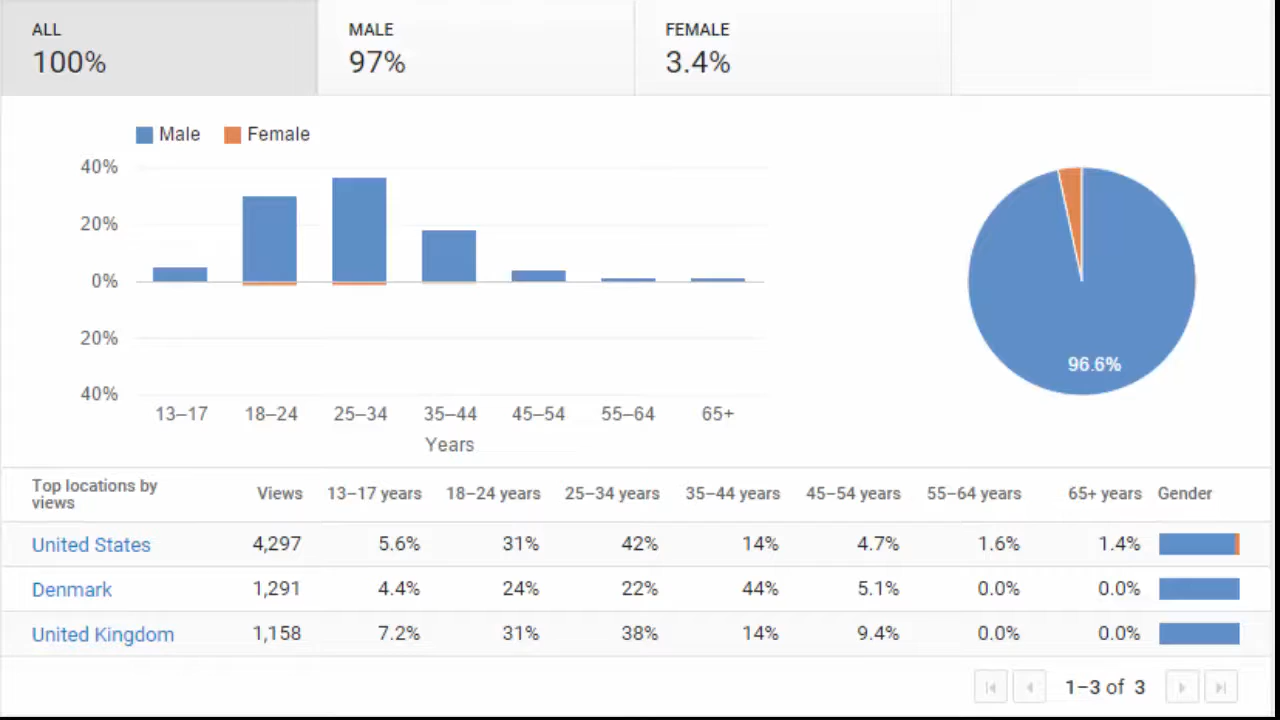 ALL MALE FEMALE
100% 97% 3.4%
Male Female
40%
20%
0%
20%
40%
96.6%
13–17 18–24 25–34 35–44 45–54 55–64 65+
Years
Top locations by
views
Views 13–17 years 18–24 years 25–34 years 35–44 years 45–54 years 55–64 years 65+ years Gender
United States 4,297 5.6% 31% 42% 14% 4.7% 1.6% 1.4%
Denmark 1,291 4.4% 24% 22% 44% 5.1% 0.0% 0.0%
United Kingdom 1,158 7.2% 31% 38% 14% 9.4% 0.0% 0.0%
1–3 of 3